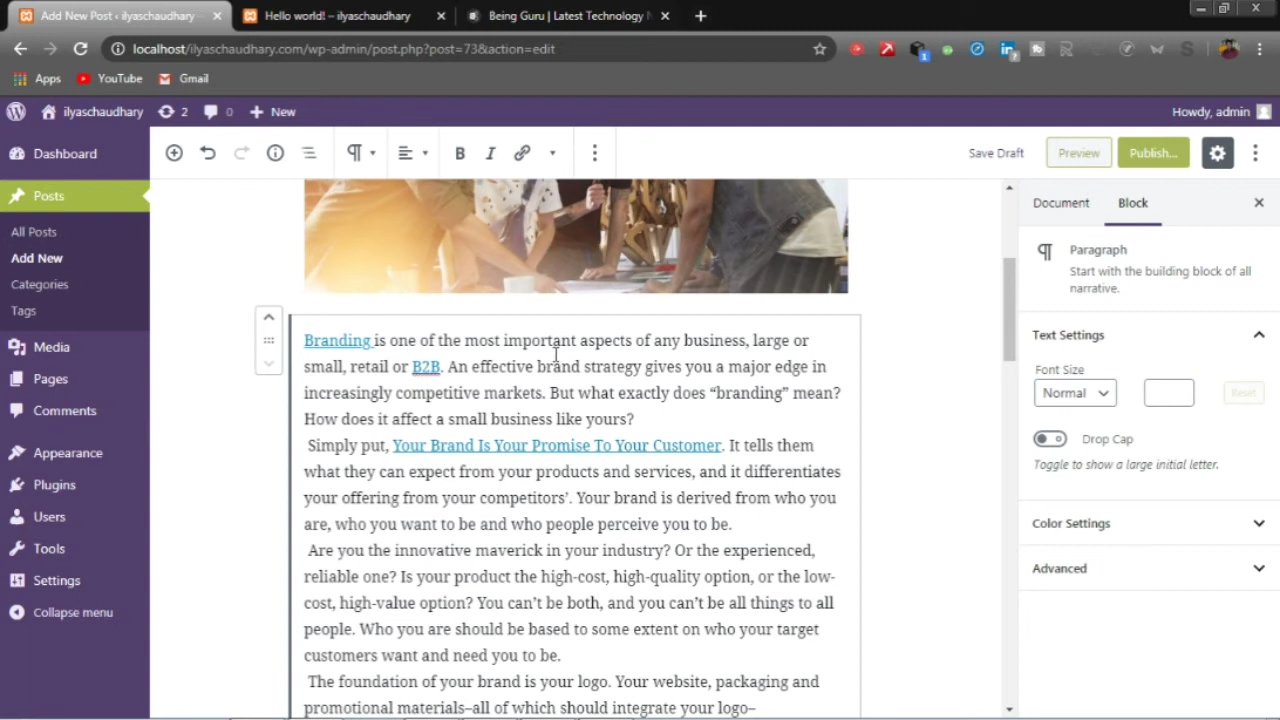 Add New Post ‹ ilyaschaudhary
Hello world! – ilyaschaudhary
Being Guru | Latest Technology
localhost/ilyaschaudhary.com/wp-admin/post.php?post=73&action=edit
Apps
YouTube
Gmail
ilyaschaudhary
2
0
New
Howdy, admin
Dashboard
Posts
All Posts
Add New
Categories
Tags
Media
Pages
Comments
Appearance
Plugins
Users
Tools
Settings
Collapse menu
B
I
Save Draft
Preview
Publish...
Branding is one of the most important aspects of any business, large or
small, retail or B2B. An effective brand strategy gives you a major edge in
increasingly competitive markets. But what exactly does “branding” mean?
How does it affect a small business like yours?
Simply put, Your Brand Is Your Promise To Your Customer. It tells them
what they can expect from your products and services, and it differentiates
your offering from your competitors’. Your brand is derived from who you
are, who you want to be and who people perceive you to be.
Are you the innovative maverick in your industry? Or the experienced,
reliable one? Is your product the high-cost, high-quality option, or the low-
cost, high-value option? You can’t be both, and you can’t be all things to all
people. Who you are should be based to some extent on who your target
customers want and need you to be.
The foundation of your brand is your logo. Your website, packaging and
promotional materials–all of which should integrate your logo–
Document
Block
Paragraph
Start with the building block of all
narrative.
Text Settings
Font Size
Normal
Reset
Drop Cap
Toggle to show a large initial letter.
Color Settings
Advanced